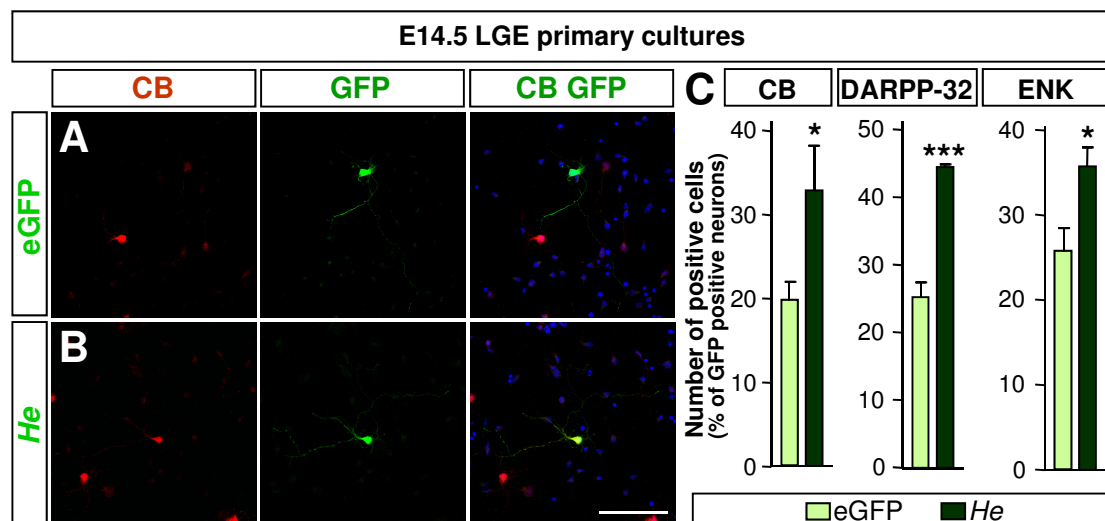 E14.5 LGE primary cultures
CB
GFP
CB GFP
eGFP
A
He
B
C
CB
DARPP-32
ENK
Number of positive cells
(% of GFP positive neurons)
40
30
20
10
0
*
50
40
30
20
10
0
***
40
30
20
10
0
*
eGFP
He